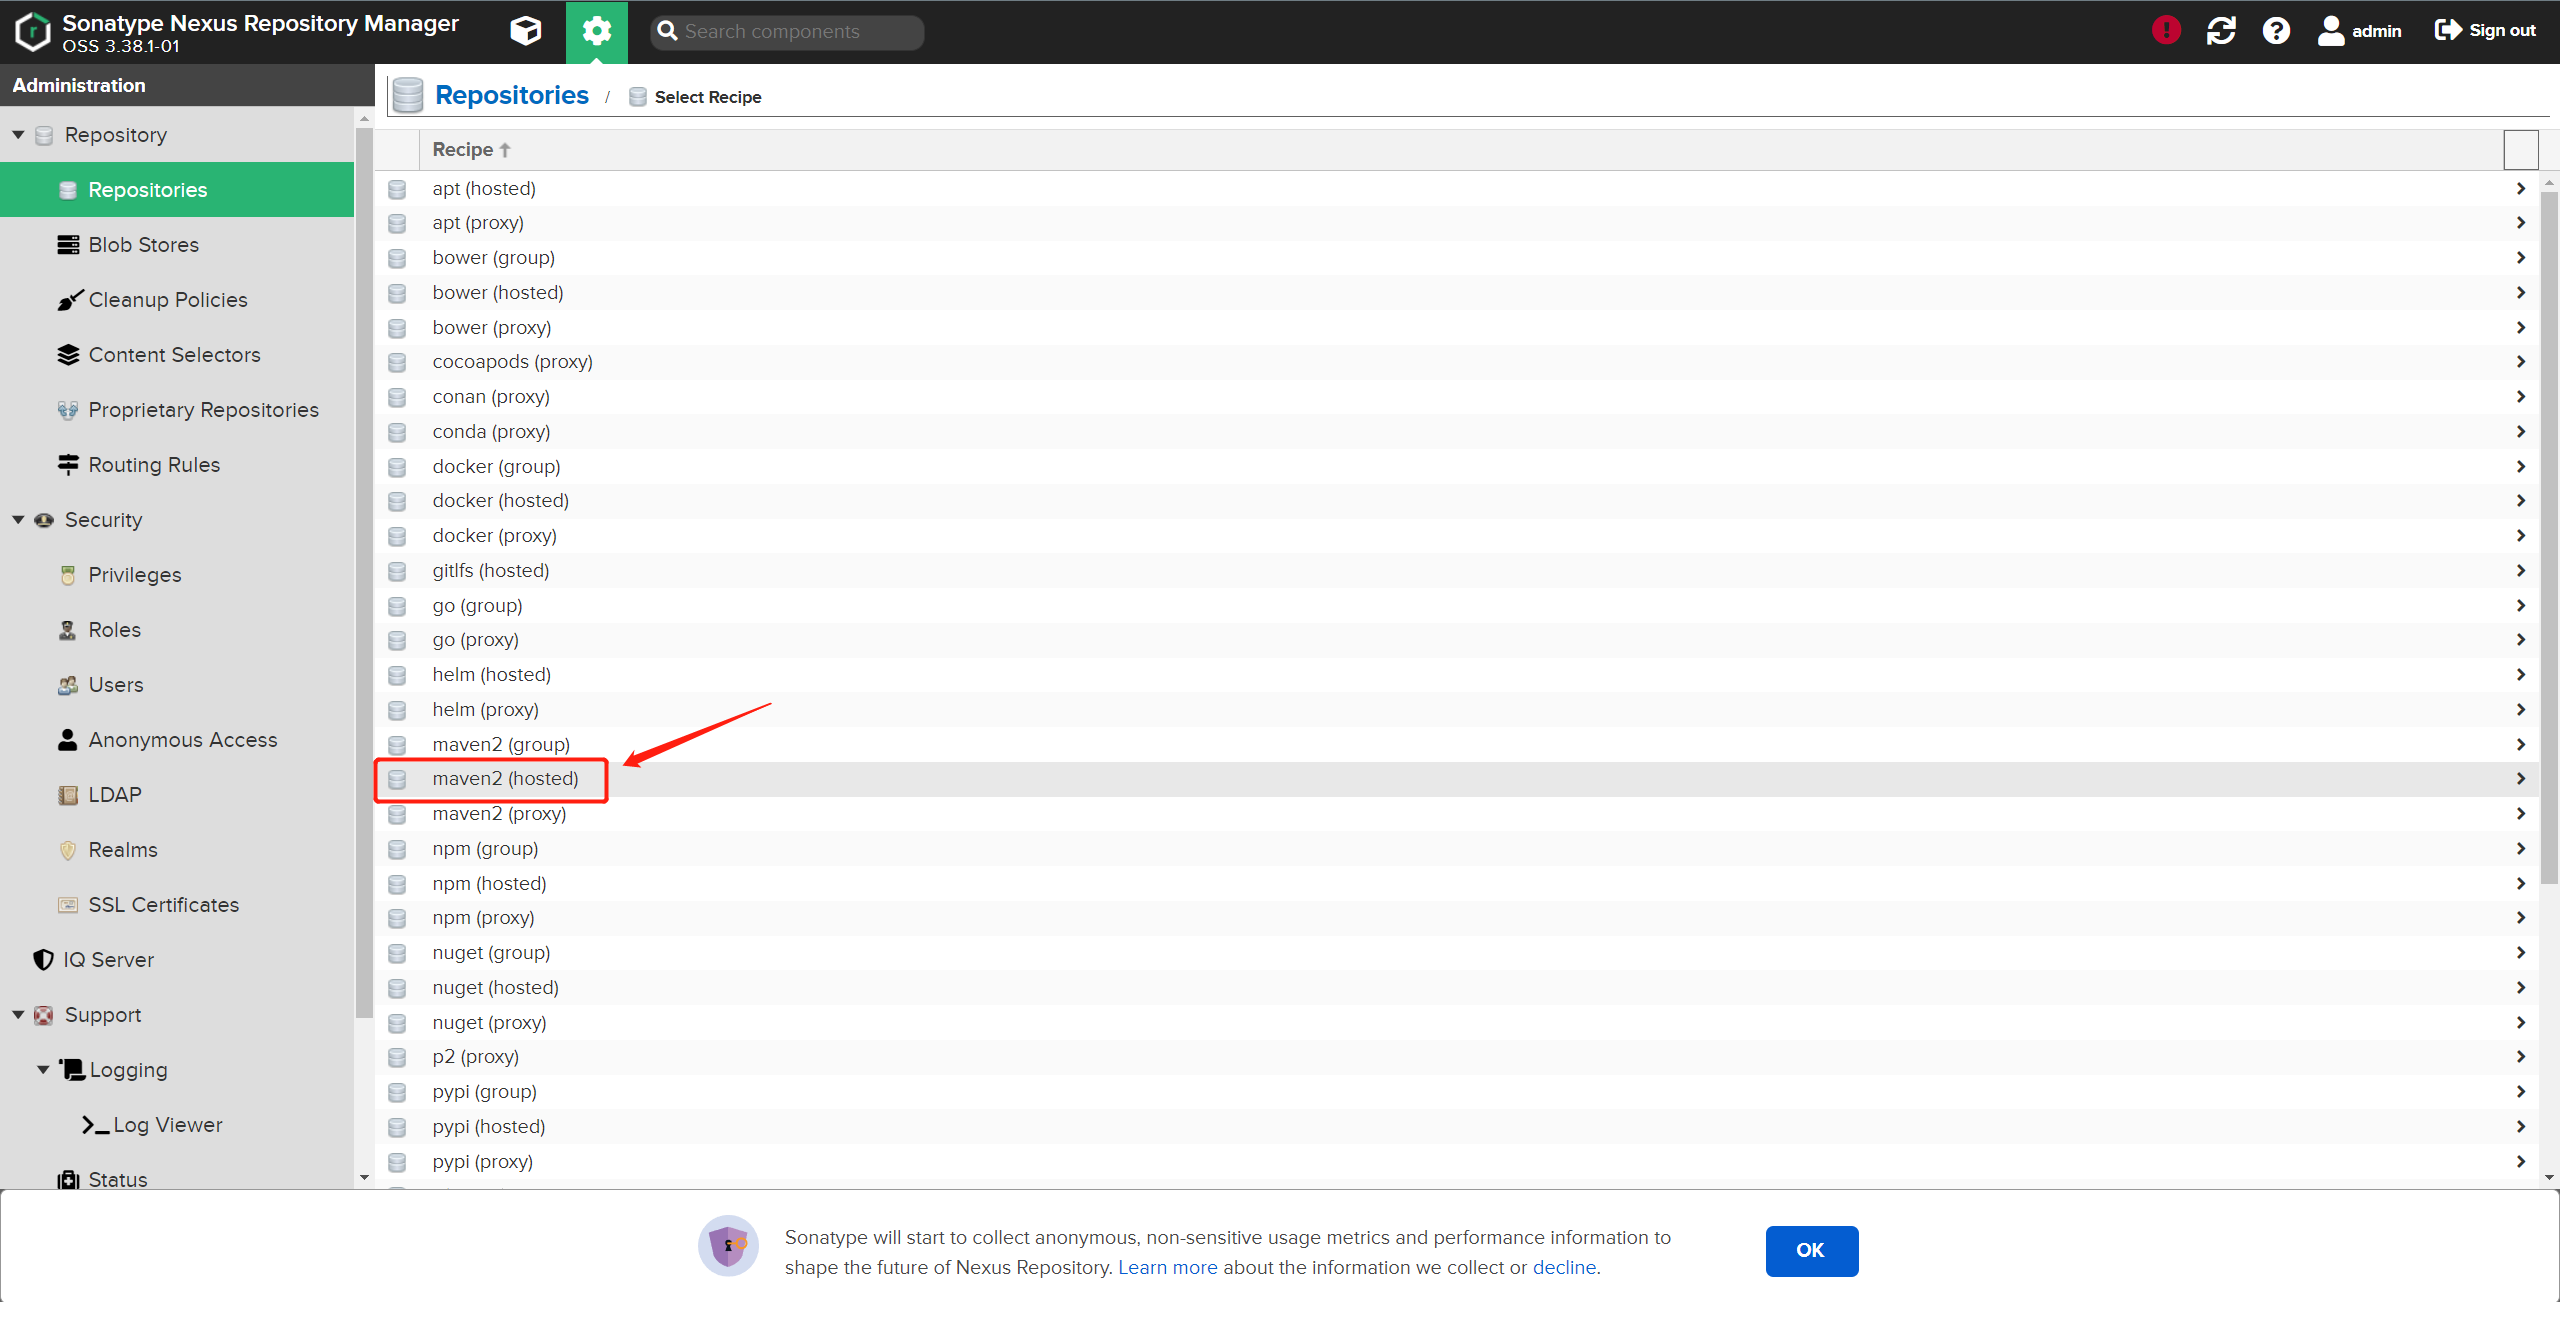 Sonatype Nexus Repository Manager
OSS 3.38.1-01
Search components
admin
Sign out
Administration
Repository
Repositories
Blob Stores
Cleanup Policies
Content Selectors
Proprietary Repositories
Routing Rules
Security
Privileges
Roles
Users
Anonymous Access
LDAP
Realms
SSL Certificates
IQ Server
Support
Logging
Log Viewer
Status
Repositories / Select Recipe
Recipe
apt (hosted)
apt (proxy)
bower (group)
bower (hosted)
bower (proxy)
cocoapods (proxy)
conan (proxy)
conda (proxy)
docker (group)
docker (hosted)
docker (proxy)
gitlfs (hosted)
go (group)
go (proxy)
helm (hosted)
helm (proxy)
maven2 (group)
maven2 (hosted)
maven2 (proxy)
npm (group)
npm (hosted)
npm (proxy)
nuget (group)
nuget (hosted)
nuget (proxy)
p2 (proxy)
pypi (group)
pypi (hosted)
pypi (proxy)
Sonatype will start to collect anonymous, non-sensitive usage metrics and performance information to
shape the future of Nexus Repository. Learn more about the information we collect or decline.
OK